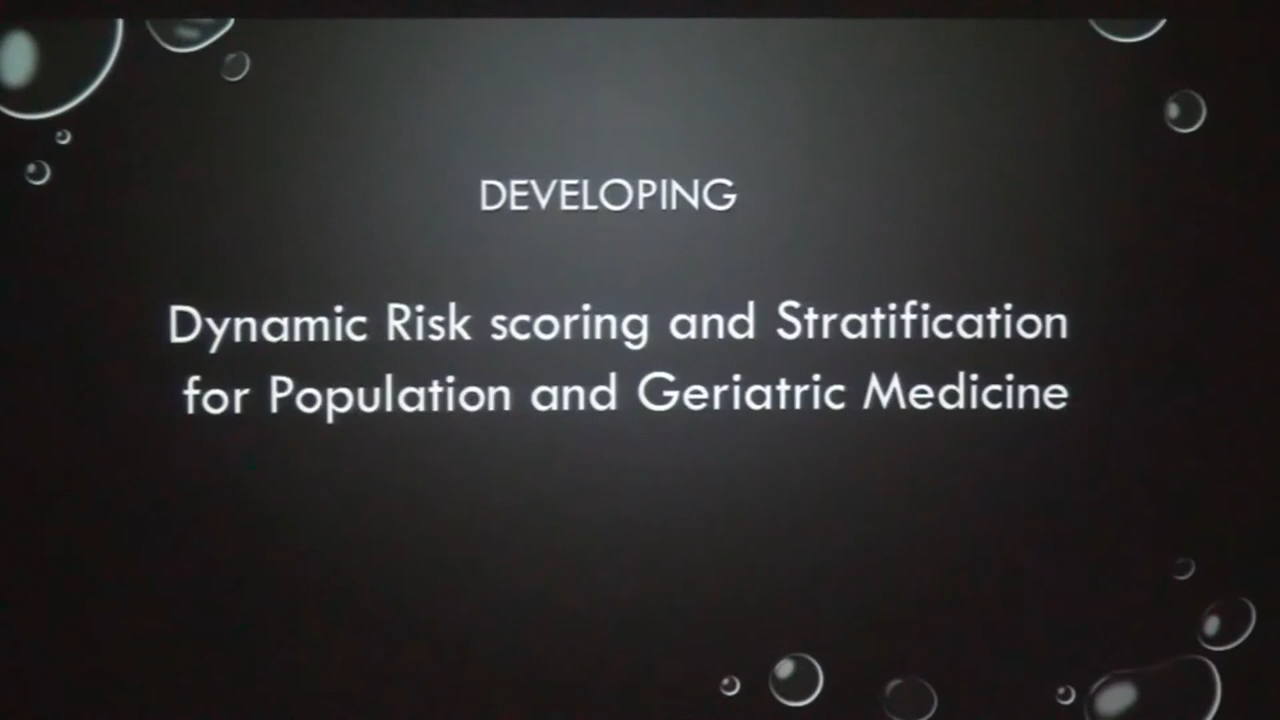 DEVELOPING
Dynamic Risk scoring and Stratification
for Population and Geriatric Medicine